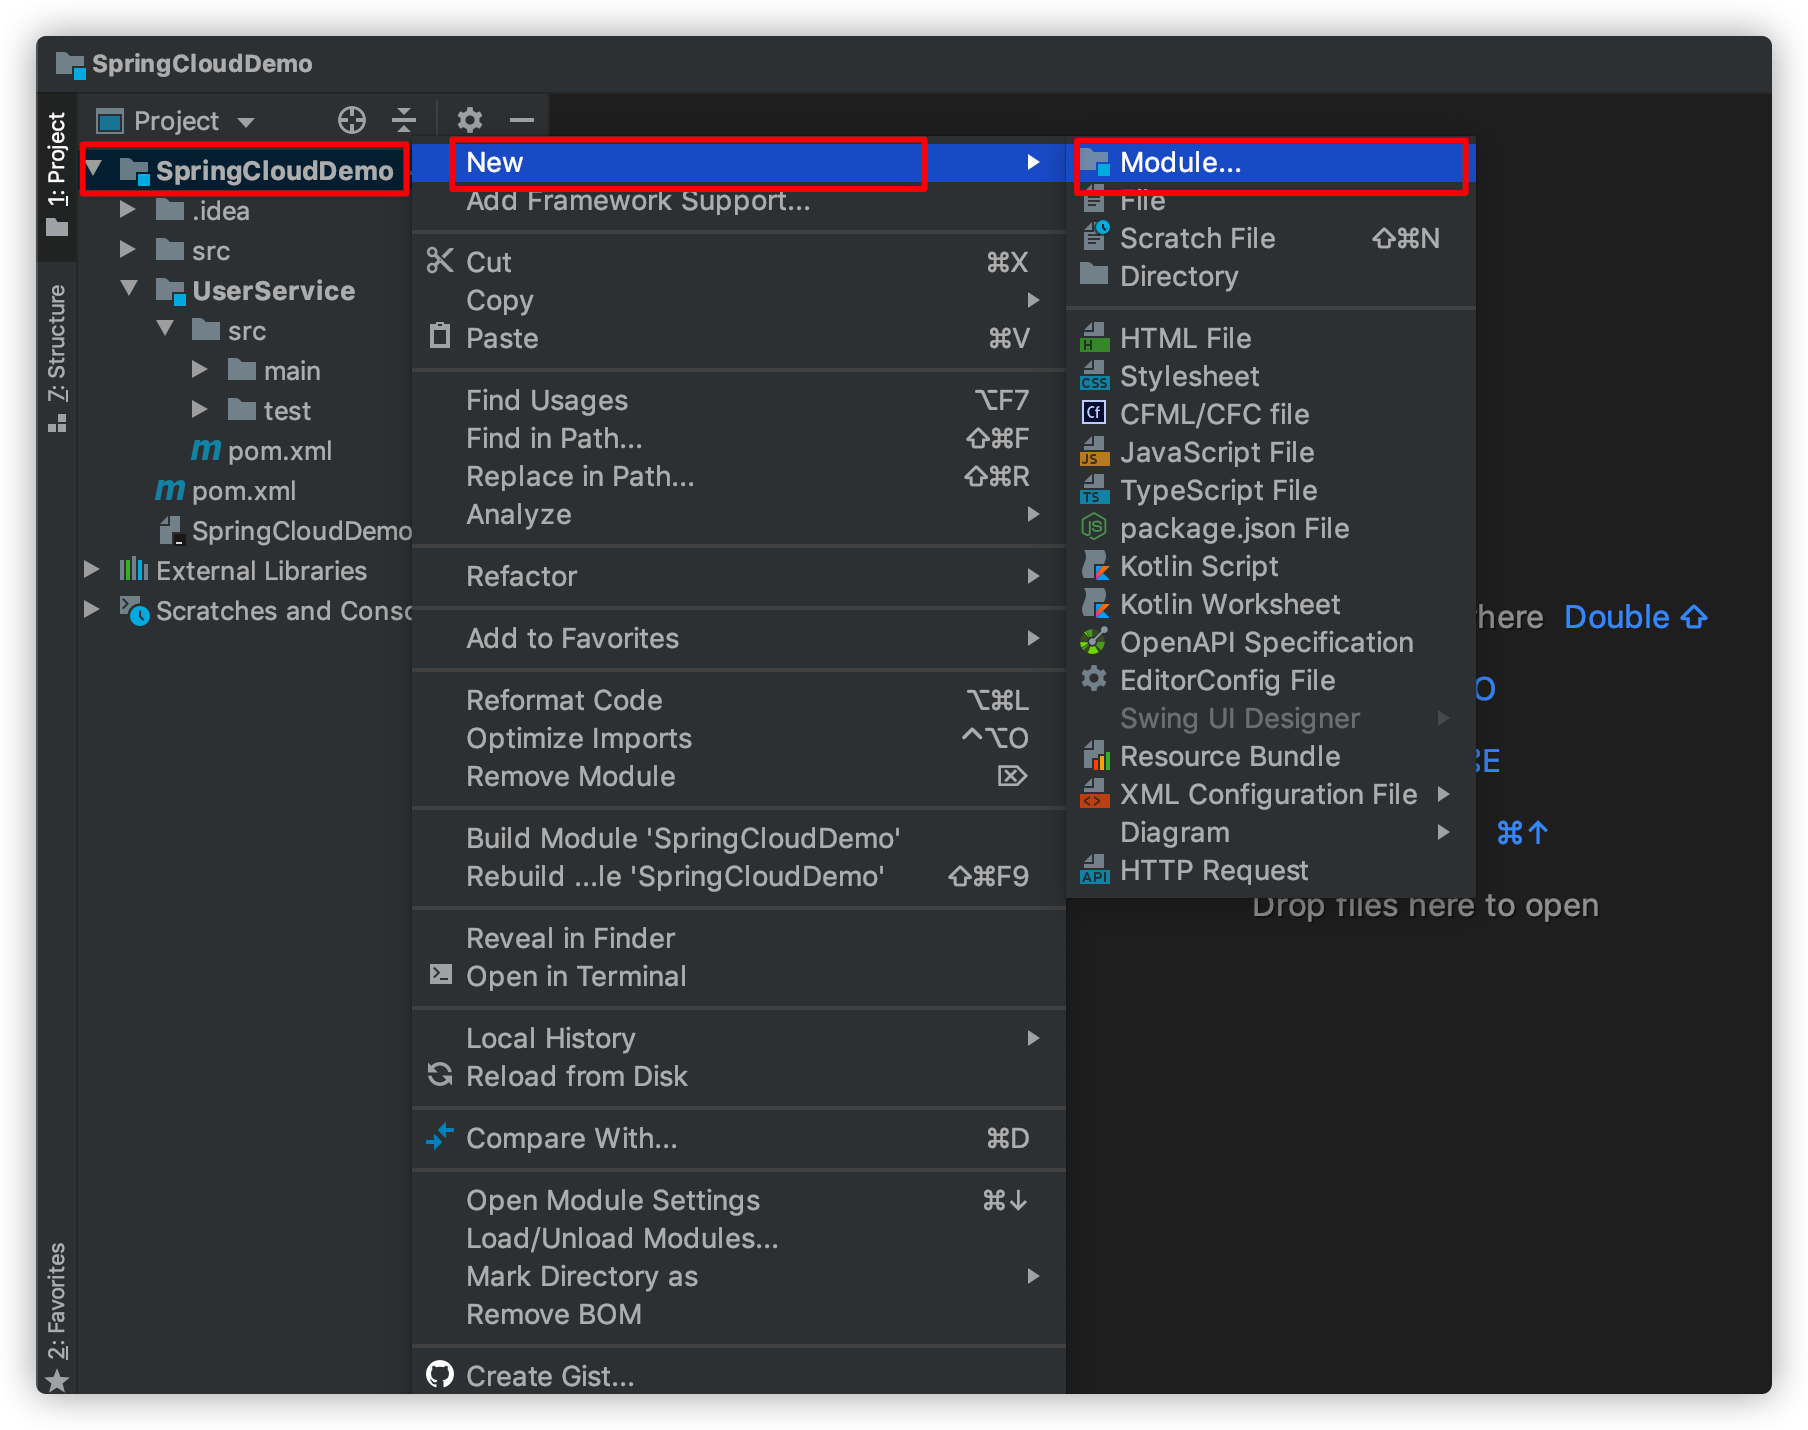 SpringCloudDemo
Project
1: Project
7: Structure
2: Favorites
SpringCloudDemo
.idea
src
UserService
src
main
test
pom.xml
pom.xml
SpringCloudDemo
External Libraries
Scratches and Conso
New
Add Framework Support...
Cut ⌘X
Copy
Paste ⌘V
Find Usages ⌥F7
Find in Path... ⇧⌘F
Replace in Path... ⇧⌘R
Analyze
Refactor
Add to Favorites
Reformat Code ⌥⌘L
Optimize Imports ^⌥O
Remove Module ⌦
Build Module 'SpringCloudDemo'
Rebuild ...le 'SpringCloudDemo' ⇧⌘F9
Reveal in Finder
Open in Terminal
Local History
Reload from Disk
Compare With... ⌘D
Open Module Settings ⌘↓
Load/Unload Modules...
Mark Directory as
Remove BOM
Create Gist...
Module...
File
Scratch File ⇧⌘N
Directory
HTML File
Stylesheet
CFML/CFC file
JavaScript File
TypeScript File
package.json File
Kotlin Script
Kotlin Worksheet
OpenAPI Specification
EditorConfig File
Swing UI Designer
Resource Bundle
XML Configuration File
Diagram
HTTP Request
here Double ⇧
O
E
⌘↑
Drop files here to open